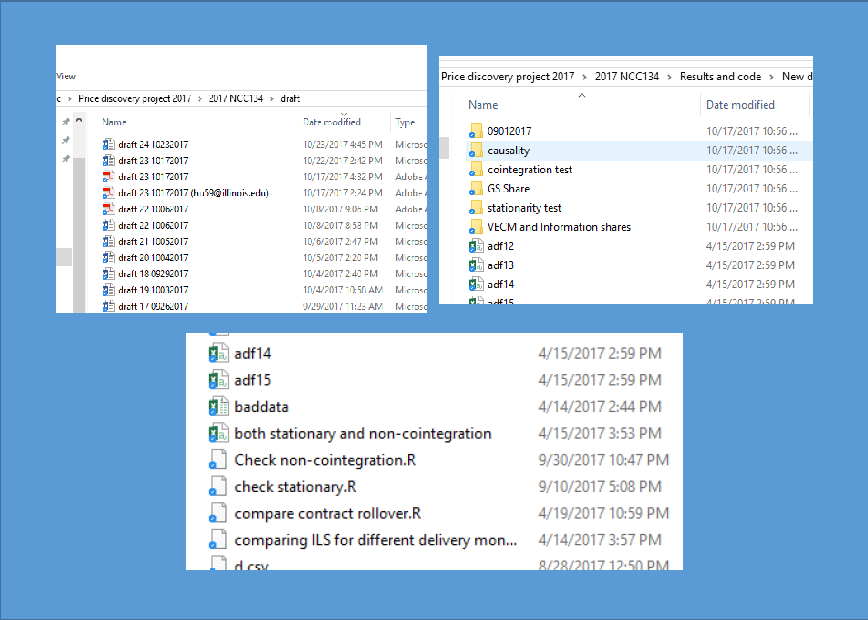 View
c > Price discovery project 2017 > 2017 NCC134 > draft
Name Date modified Type
draft 24 10232017 10/23/2017 4:45 PM Microsc
draft 23 10172017 10/22/2017 2:42 PM Microsc
draft 23 10172017 10/17/2017 4:32 PM Adobe A
draft 23 10172017 (hu59@illinois.edu) 10/17/2017 2:24 PM Adobe A
draft 22 10062017 10/8/2017 9:06 PM Adobe A
draft 22 10062017 10/8/2017 8:58 PM Microsc
draft 21 10052017 10/6/2017 2:47 PM Microsc
draft 20 10042017 10/5/2017 2:20 PM Microsc
draft 18 09292017 10/4/2017 2:40 PM Microsc
draft 19 10032017 10/4/2017 10:58 AM Microsc
draft 17 09262017 9/29/2017 11:23 AM Microsc
Price discovery project 2017 > 2017 NCC134 > Results and code > New d
Name Date modified
09012017 10/17/2017 10:56 ...
causality 10/17/2017 10:56 ...
cointegration test 10/17/2017 10:56 ...
GS Share 10/17/2017 10:56 ...
stationarity test 10/17/2017 10:56 ...
VECM and Information shares 10/17/2017 10:56 ...
adf12 4/15/2017 2:59 PM
adf13 4/15/2017 2:59 PM
adf14 4/15/2017 2:59 PM
adf15 4/15/2017 2:59 PM
adf14 4/15/2017 2:59 PM
adf15 4/15/2017 2:59 PM
baddata 4/14/2017 2:44 PM
both stationary and non-cointegration 4/15/2017 3:53 PM
Check non-cointegration.R 9/30/2017 10:47 PM
check stationary.R 9/10/2017 5:08 PM
compare contract rollover.R 4/19/2017 10:59 PM
comparing ILS for different delivery mon... 4/14/2017 3:57 PM
d.csv 8/28/2017 12:50 PM